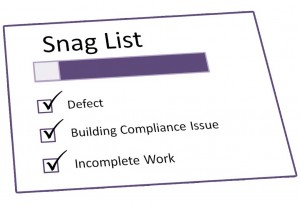 Snag List
Defect
Building Compliance Issue
Incomplete Work